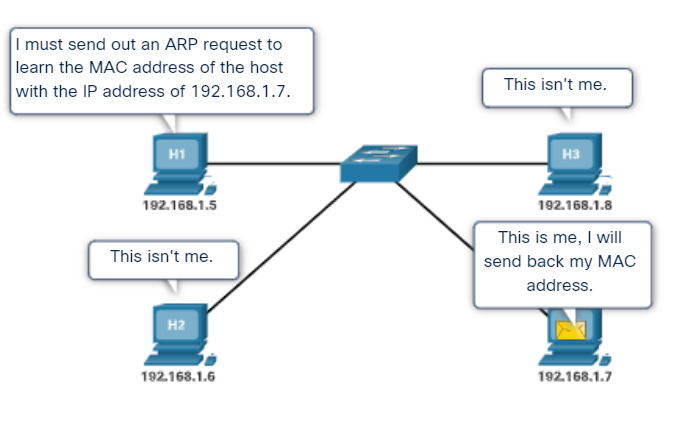 I must send out an ARP request to
learn the MAC address of the host
with the IP address of 192.168.1.7.
This isn't me.
H1
H3
192.168.1.5
192.168.1.8
This isn't me.
This is me, I will
send back my MAC
address.
H2
192.168.1.6
192.168.1.7